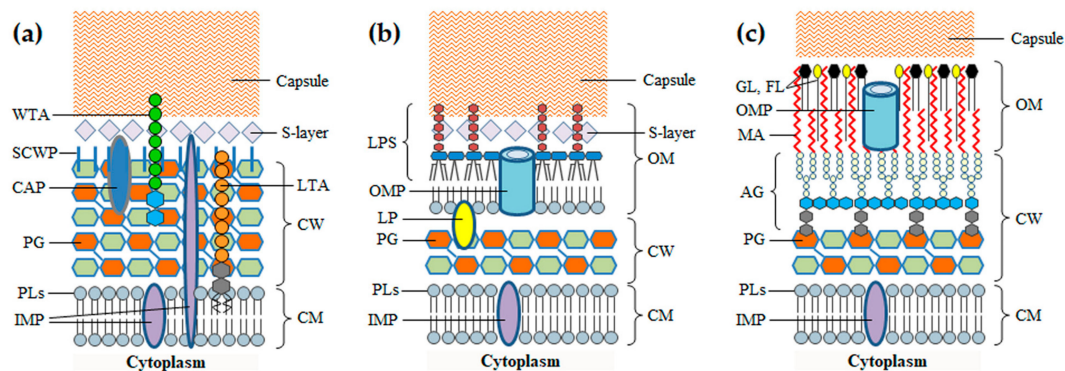 (a)
Capsule
WTA
S-layer
SCWP
CAP
LTA
CW
PG
PLs
IMP
CM
Cytoplasm
(b)
Capsule
LPS
S-layer
OM
OMP
LP
PG
CW
PLs
IMP
CM
Cytoplasm
(c)
Capsule
GL, FL
OMP
OM
MA
AG
CW
PG
PLs
IMP
CM
Cytoplasm